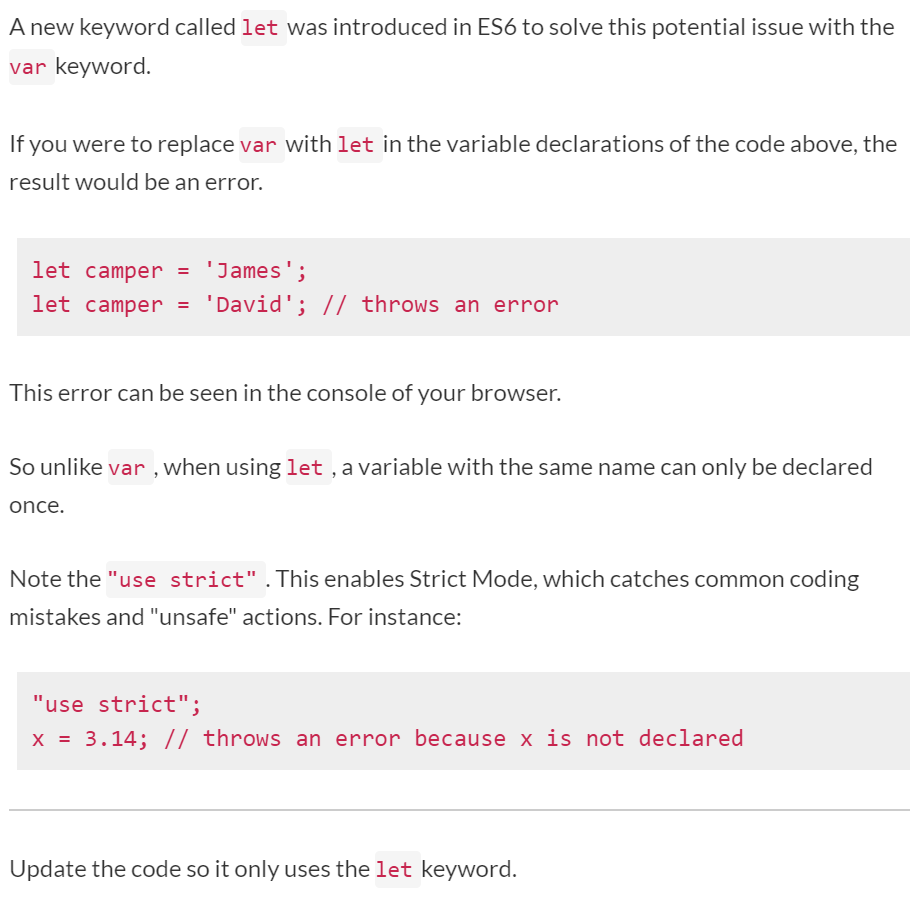 A new keyword called let was introduced in ES6 to solve this potential issue with the
var keyword.
If you were to replace var with let in the variable declarations of the code above, the
result would be an error.
let camper = 'James';
let camper = 'David'; // throws an error
This error can be seen in the console of your browser.
So unlike var , when using let , a variable with the same name can only be declared
once.
Note the "use strict" . This enables Strict Mode, which catches common coding
mistakes and "unsafe" actions. For instance:
"use strict";
x = 3.14; // throws an error because x is not declared
Update the code so it only uses the let keyword.